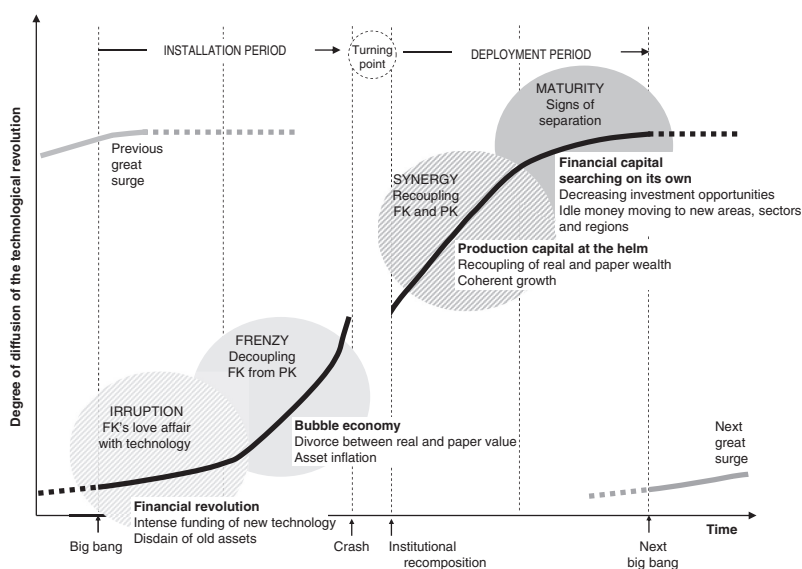 INSTALLATION PERIOD
Turning
point
DEPLOYMENT PERIOD
Degree of diffusion of the technological revolution
Previous
great
surge
MATURITY
Signs of
separation
Financial capital
searching on its own
Decreasing investment opportunities
Idle money moving to new areas, sectors
and regions
SYNERGY
Recoupling
FK and PK
Production capital at the helm
Recoupling of real and paper wealth
Coherent growth
FRENZY
Decoupling
FK from PK
Bubble economy
Divorce between real and paper value
Asset inflation
IRRUPTION
FK's love affair
with technology
Financial revolution
Intense funding of new technology
Disdain of old assets
Next
great
surge
Time
Big bang
Crash
Institutional
recomposition
Next
big bang